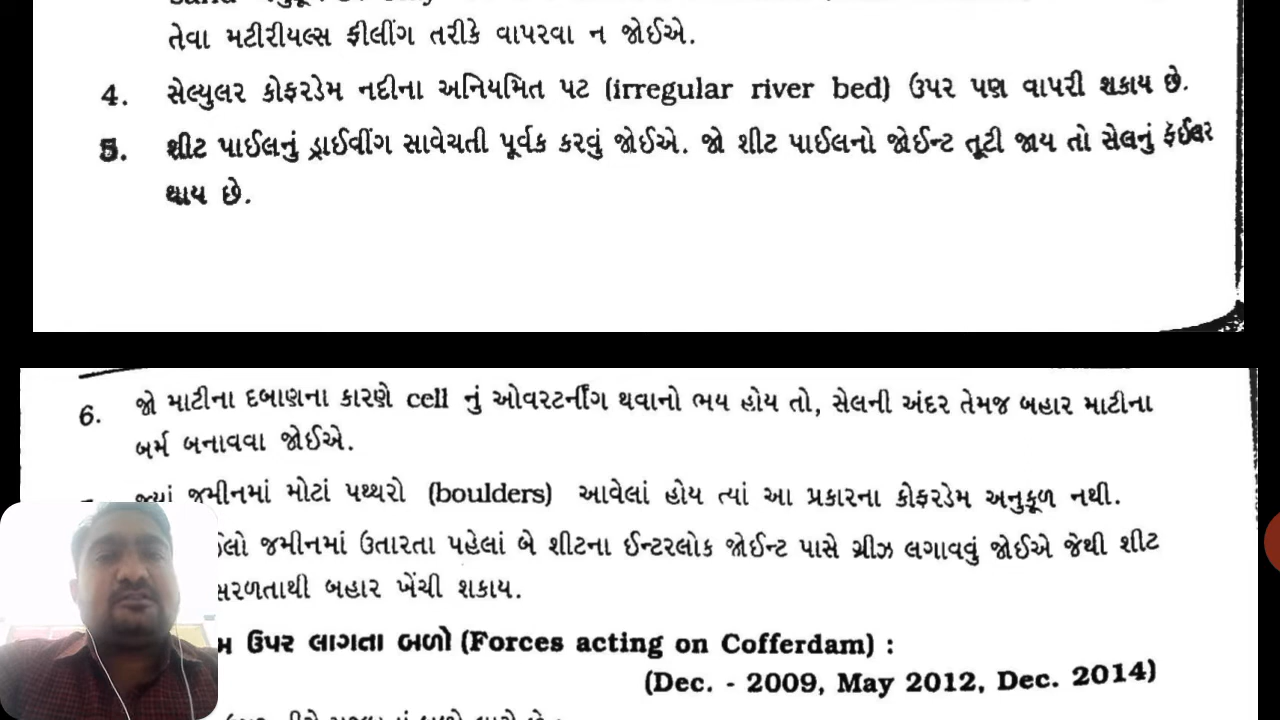 તેવા મટીરીયલ્સ ફીલીંગ તરીકે વાપરવા ન જોઈએ.
4. સેલ્યુલર કોફરડેમ નદીના અનિયમિત પટ (irregular river bed) ઉપર પણ વાપરી શકાય છે.
5. શીટ પાઈલનું ડ્રાઈવીંગ સાવેચતી પૂર્વક કરવું જોઈએ. જો શીટ પાઈલનો જોઈન્ટ તૂટી જાય તો સેલનું ફેઈલર
થાય છે.
6. જો માટીના દબાણના કારણે cell નું ઓવરટર્નીંગ થવાનો ભય હોય તો, સેલની અંદર તેમજ બહાર માટીના
બર્મ બનાવવા જોઈએ.
જ્યાં જમીનમાં મોટાં પથ્થરો (boulders) આવેલાં હોય ત્યાં આ પ્રકારના કોફરડેમ અનુકૂળ નથી.
જમીનમાં ઉતારતા પહેલાં બે શીટના ઈન્ટરલોક જોઈન્ટ પાસે ગ્રીઝ લગાવવું જોઈએ જેથી શીટ
સરળતાથી બહાર ખેંચી શકાય.
ઉપર લાગતા બળો (Forces acting on Cofferdam) :
(Dec. - 2009, May 2012, Dec. 2014)